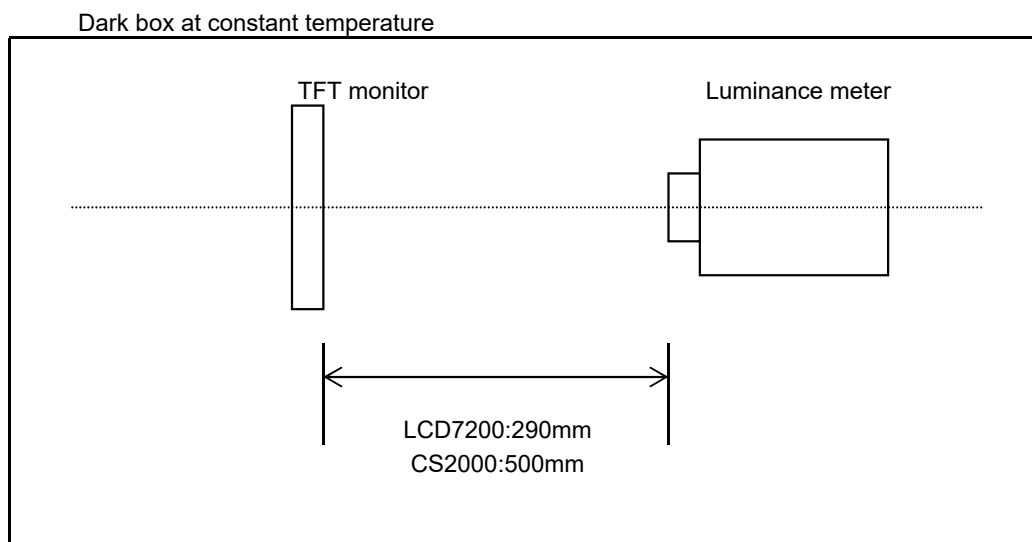 Dark box at constant temperature
TFT monitor
Luminance meter
LCD7200:290mm
CS2000:500mm